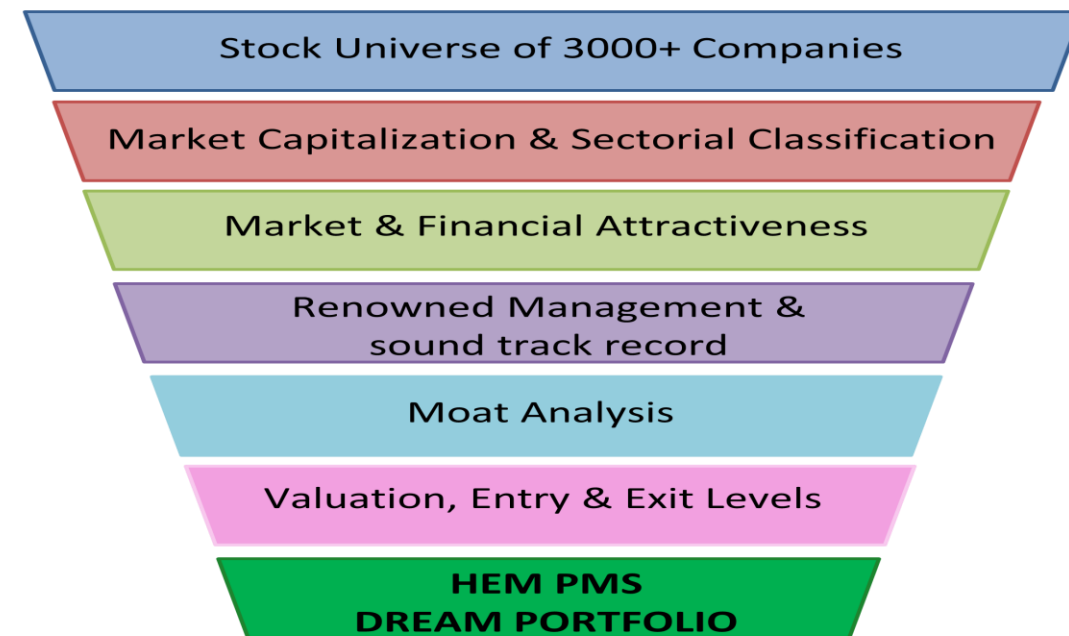 Stock Universe of 3000+ Companies
Market Capitalization & Sectorial Classification
Market & Financial Attractiveness
Renowned Management &
sound track record
Moat Analysis
Valuation, Entry & Exit Levels
HEM PMS
DREAM PORTFOLIO